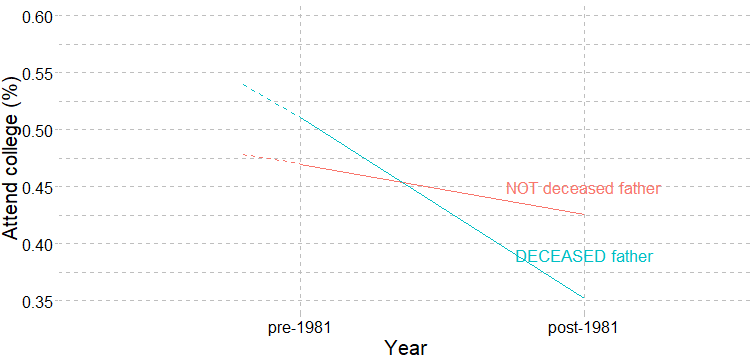 0.60
0.55
0.50
0.45
0.40
0.35
Attend college (%)
NOT deceased father
DECEASED father
pre-1981
post-1981
Year